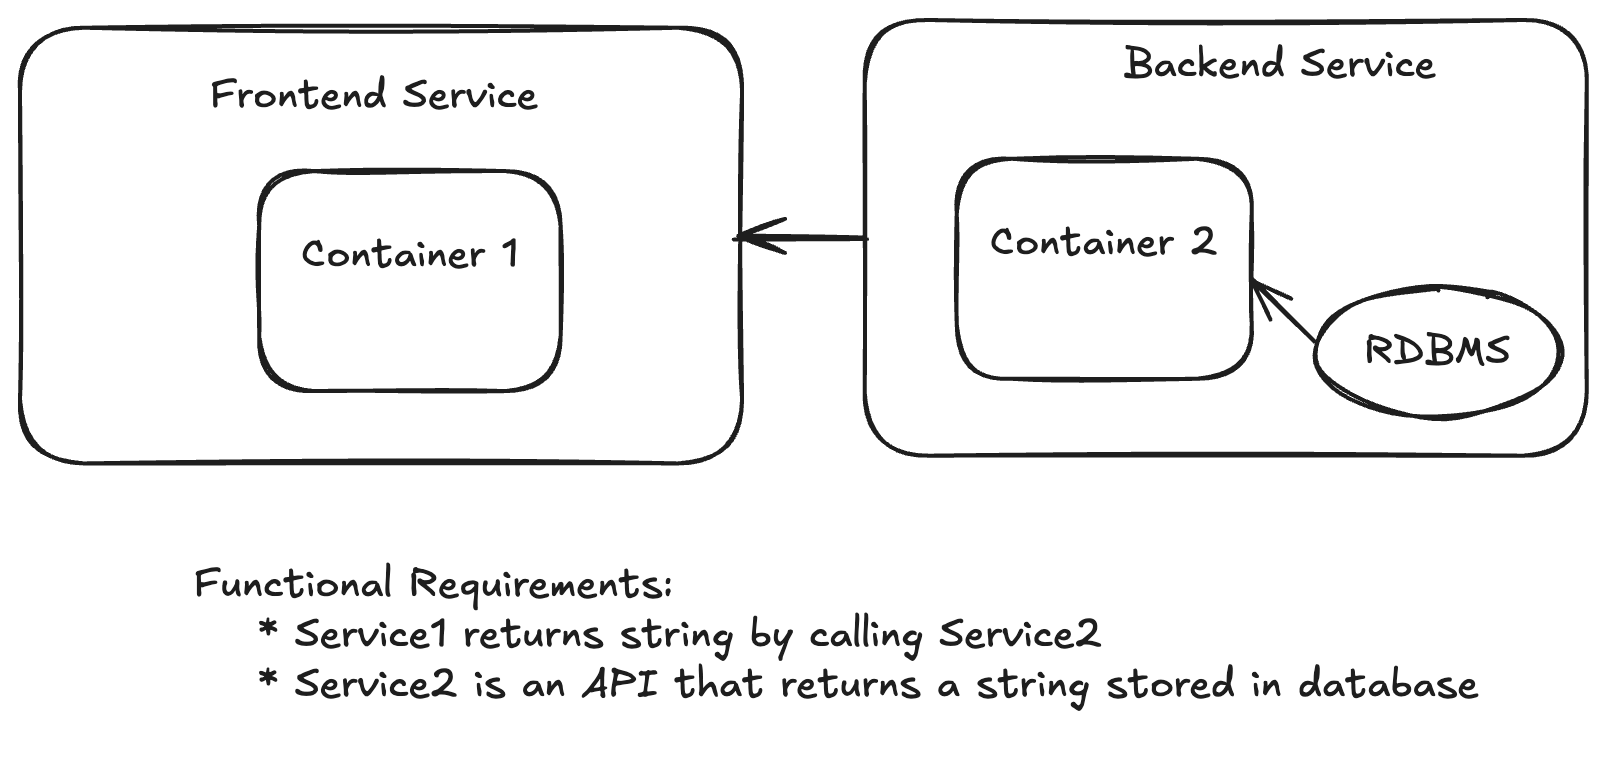 Frontend Service
Backend Service
Container 1
Container 2
RDBMS
Functional Requirements:
* Service1 returns string by calling Service2
* Service2 is an API that returns a string stored in database